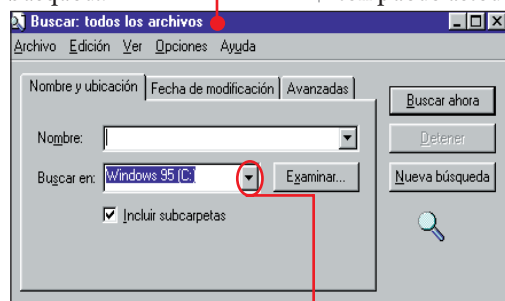 Buscar: todos los archivos
Archivo Edición Ver Opciones Ayuda
Nombre y ubicación Fecha de modificación Avanzadas
Buscar ahora
Nombre:
Detener
Buscar en: Windows 95 (C:) Examinar...
Nueva búsqueda
Incluir subcarpetas